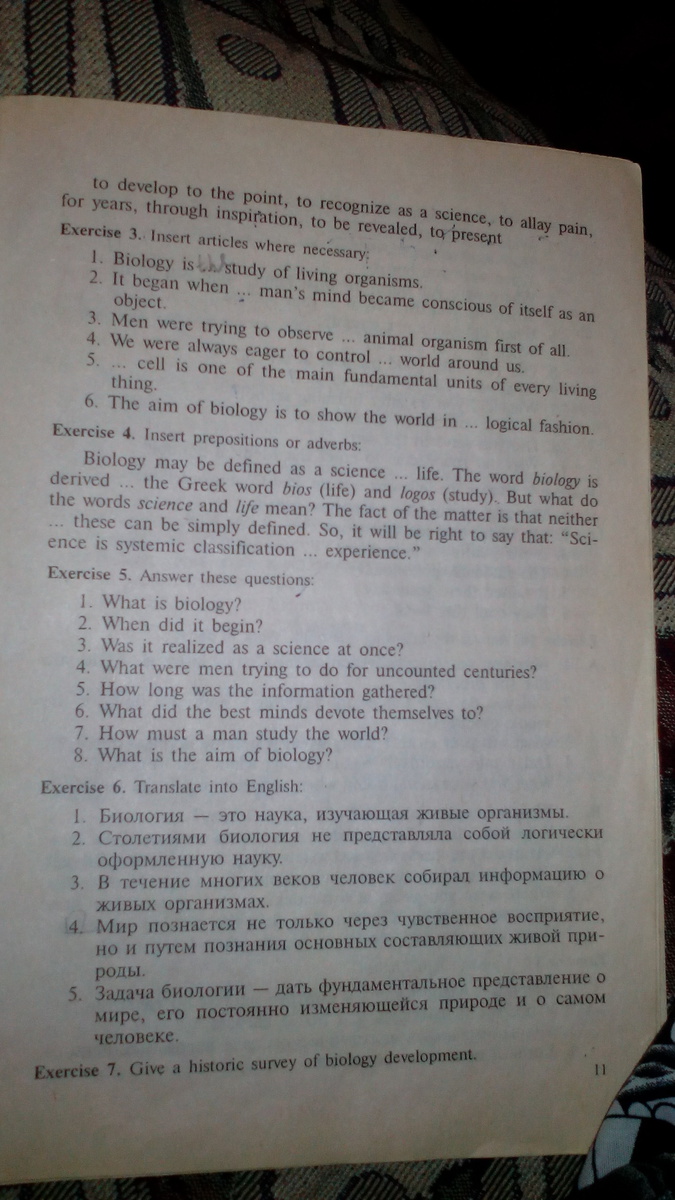 to develop to the point, to recognize as a science, to allay pain,
for years, through inspiration, to be revealed, to present
Exercise 3. Insert articles where necessary:
1. Biology is study of living organisms.
2. It began when ... man's mind became conscious of itself as an
object.
3. Men were trying to observe ... animal organism first of all.
4. We were always eager to control ... world around us.
5. ... cell is one of the main fundamental units of every living
thing.
6. The aim of biology is to show the world in ... logical fashion.
Exercise 4. Insert prepositions or adverbs:
Biology may be defined as a science ... life. The word biology is
derived ... the Greek word bios (life) and logos (study). But what do
the words science and life mean? The fact of the matter is that neither
... these can be simply defined. So, it will be right to say that: “Sci-
ence is systemic classification ... experience.”
Exercise 5. Answer these questions:
1. What is biology?
2. When did it begin?
3. Was it realized as a science at once?
4. What were men trying to do for uncounted centuries?
5. How long was the information gathered?
6. What did the best minds devote themselves to?
7. How must a man study the world?
8. What is the aim of biology?
Exercise 6. Translate into English:
1. Биология — это наука, изучающая живые организмы.
2. Столетиями биология не представляла собой логически
оформленную науку.
3. В течение многих веков человек собирал информацию о
живых организмах.
4. Мир познается не только через чувственное восприятие,
но и путем познания основных составляющих живой при-
роды.
5. Задача биологии — дать фундаментальное представление о
мире, его постоянно изменяющейся природе и о самом
человеке.
Exercise 7. Give a historic survey of biology development.
11